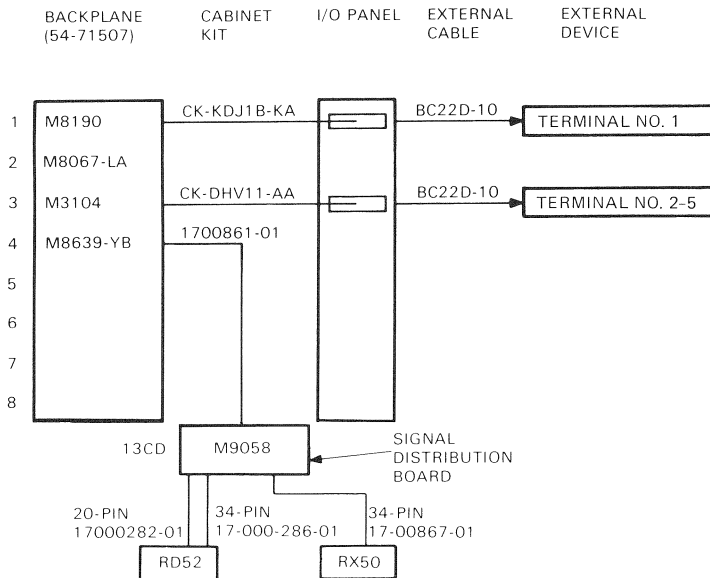 BACKPLANE
(54-71507)
CABINET
KIT
I/O PANEL
EXTERNAL
CABLE
EXTERNAL
DEVICE
1
M8190
CK-KDJ1B-KA
BC22D-10
TERMINAL NO. 1
2
M8067-LA
3
M3104
CK-DHV11-AA
BC22D-10
TERMINAL NO. 2-5
4
M8639-YB
1700861-01
5
6
7
8
13CD
M9058
SIGNAL
DISTRIBUTION
BOARD
20-PIN
17000282-01
34-PIN
17-000-286-01
34-PIN
17-00867-01
RD52
RX50